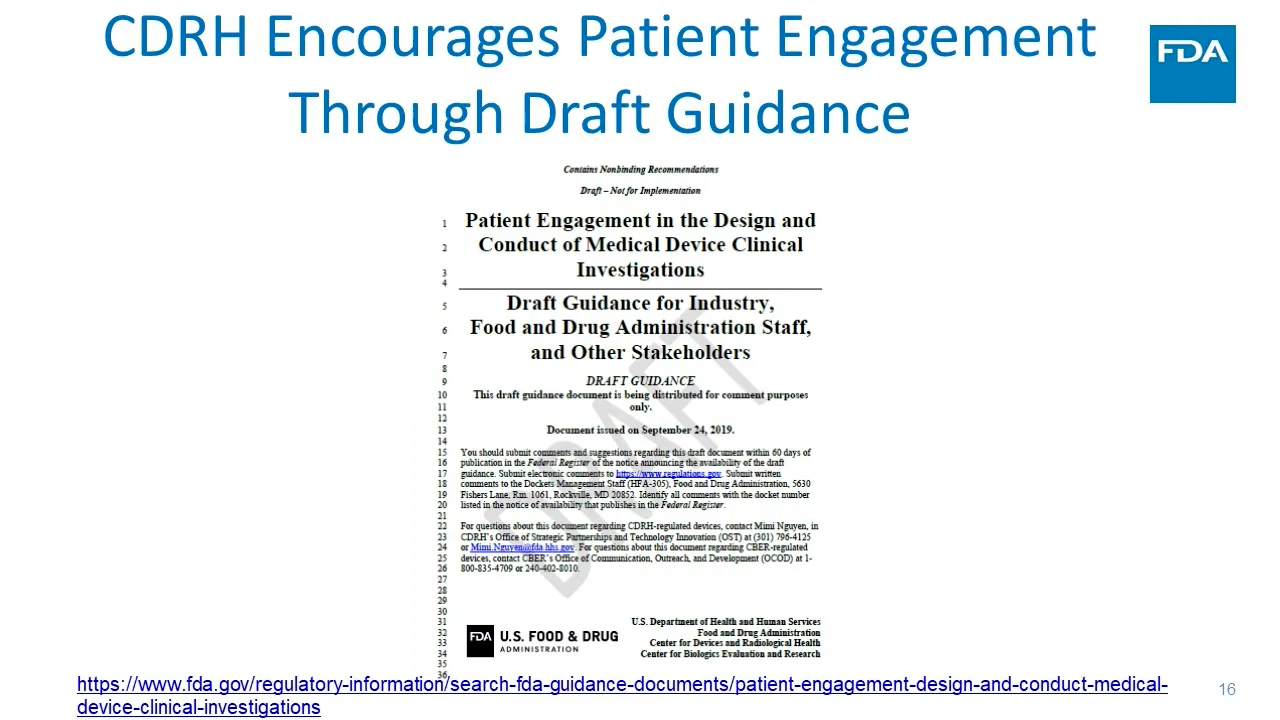 CDRH Encourages Patient Engagement
Through Draft Guidance
FDA
Contains Nonbinding Recommendations
Draft – Not for Implementation
1 Patient Engagement in the Design and
2 Conduct of Medical Device Clinical
3 Investigations
4
5 Draft Guidance for Industry,
6 Food and Drug Administration Staff,
7 and Other Stakeholders
8
9 DRAFT GUIDANCE
10 This draft guidance document is being distributed for comment purposes
11 only.
12
13 Document issued on September 24, 2019.
14
15 You should submit comments and suggestions regarding this draft document within 60 days of
16 publication in the Federal Register of the notice announcing the availability of the draft
17 guidance. Submit electronic comments to https://www.regulations.gov. Submit written
18 comments to the Dockets Management Staff (HFA-305), Food and Drug Administration, 5630
19 Fishers Lane, Rm. 1061, Rockville, MD 20852. Identify all comments with the docket number
20 listed in the notice of availability that publishes in the Federal Register.
21
22 For questions about this document regarding CDRH-regulated devices, contact Mimi Nguyen, in
23 CDRH's Office of Strategic Partnerships and Technology Innovation (OST) at (301) 796-4125
24 or Mimi.Nguyen@fda.hhs.gov. For questions about this document regarding CBER-regulated
25 devices, contact CBER's Office of Communication, Outreach, and Development (OCOD) at 1-
26 800-835-4709 or 240-402-8010.
27
28
29
30
31 U.S. Department of Health and Human Services
32 Food and Drug Administration
33 Center for Devices and Radiological Health
34 Center for Biologics Evaluation and Research
35
36
FDA U.S. FOOD & DRUG
ADMINISTRATION
DRAFT
https://www.fda.gov/regulatory-information/search-fda-guidance-documents/patient-engagement-design-and-conduct-medical-
device-clinical-investigations
16